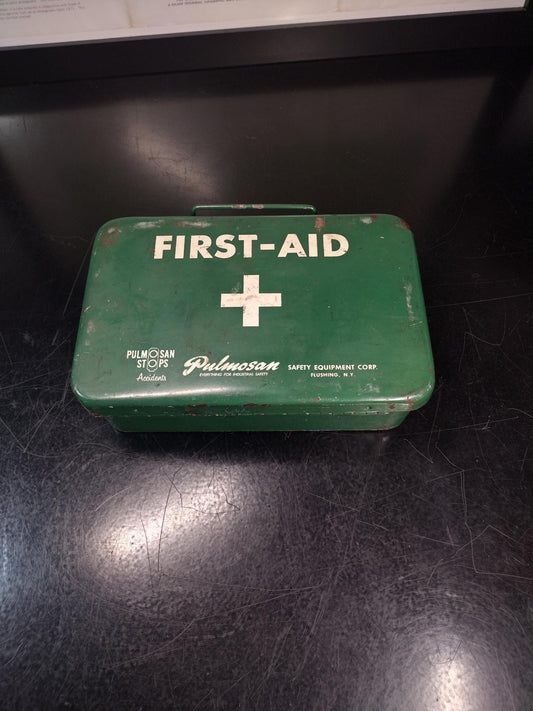 FIRST-AID
PULMOSAN
STOPS
Accidents
Pulmosan
EVERYTHING FOR INDUSTRIAL SAFETY
SAFETY EQUIPMENT CORP.
FLUSHING, N.Y.